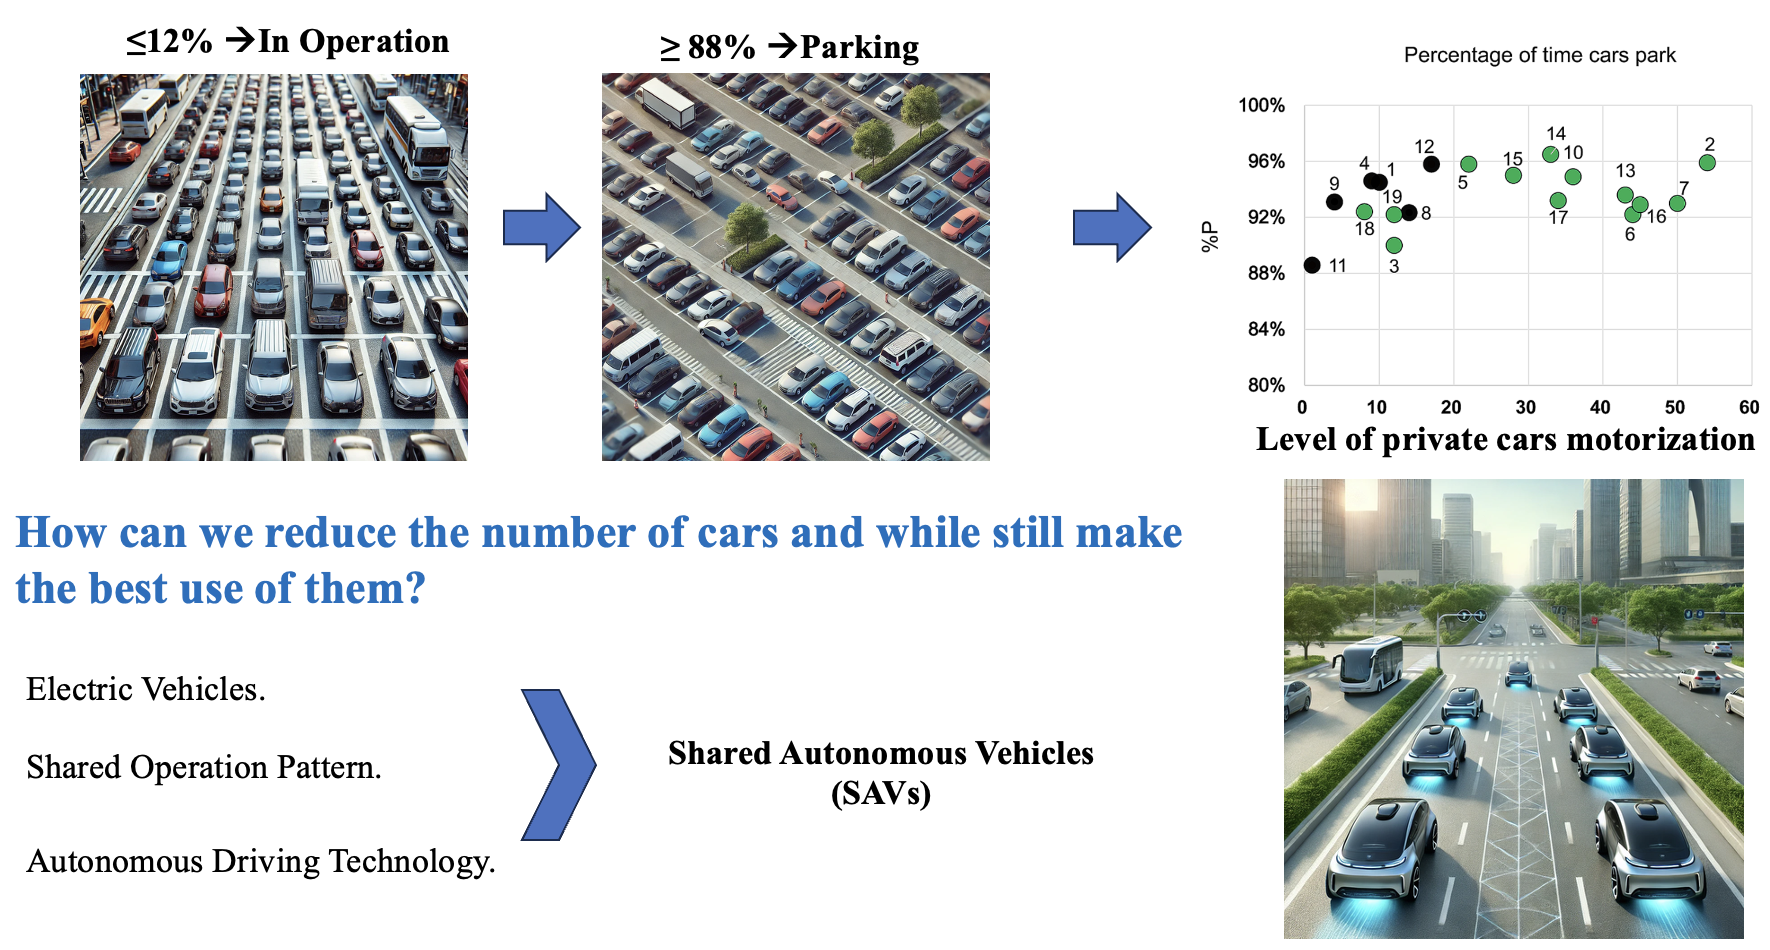 ≤12% →In Operation
≥ 88% →Parking
Percentage of time cars park
100%
96%
92%
88%
84%
80%
%P
14
12
15
10
2
4
1
5
13
9
19
7
8
18
17
16
6
3
11
0 10 20 30 40 50 60
Level of private cars motorization
How can we reduce the number of cars and while still make
the best use of them?
Electric Vehicles.
Shared Operation Pattern.
Autonomous Driving Technology.
Shared Autonomous Vehicles
(SAVs)